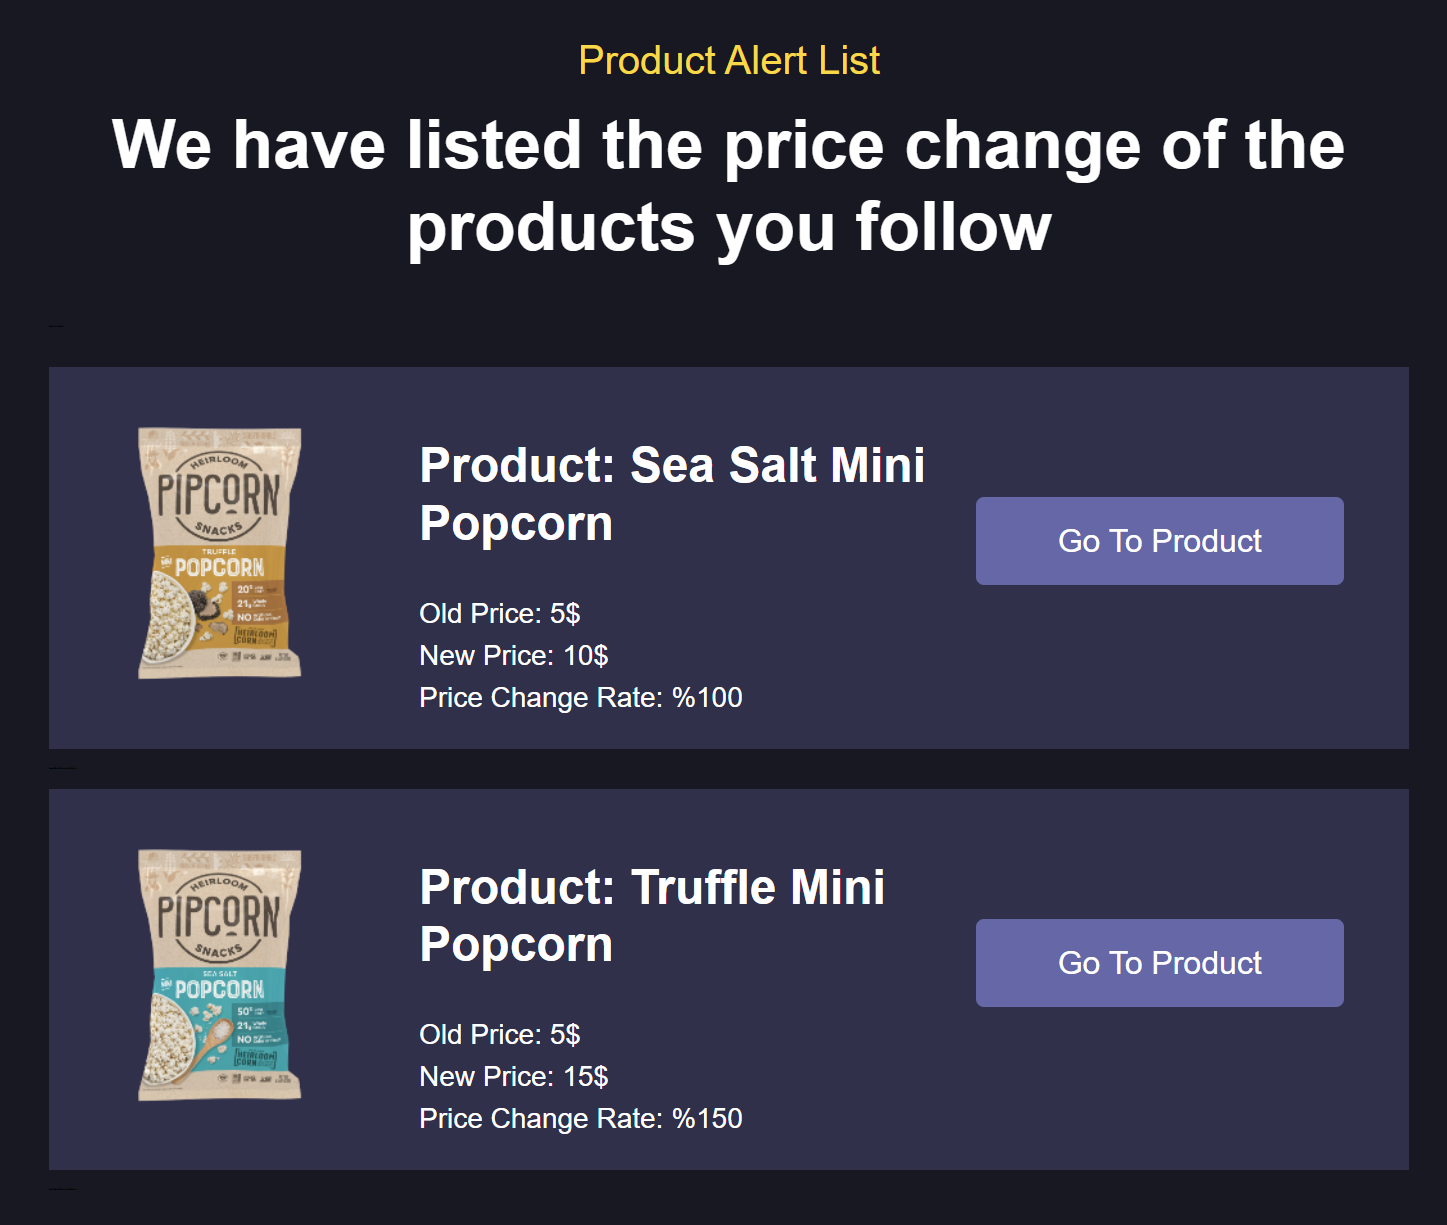 Product Alert List
We have listed the price change of the
products you follow
HEIRLOOM
PIPCORN
SNACKS
TRUFFLE
POPCORN
20%
21g
NO
HEIRLOOM
CORN
Product: Sea Salt Mini
Popcorn
Old Price: 5$
New Price: 10$
Price Change Rate: %100
Go To Product
HEIRLOOM
PIPCORN
SNACKS
SEA SALT
POPCORN
50%
21g
NO
HEIRLOOM
CORN
Product: Truffle Mini
Popcorn
Old Price: 5$
New Price: 15$
Price Change Rate: %150
Go To Product